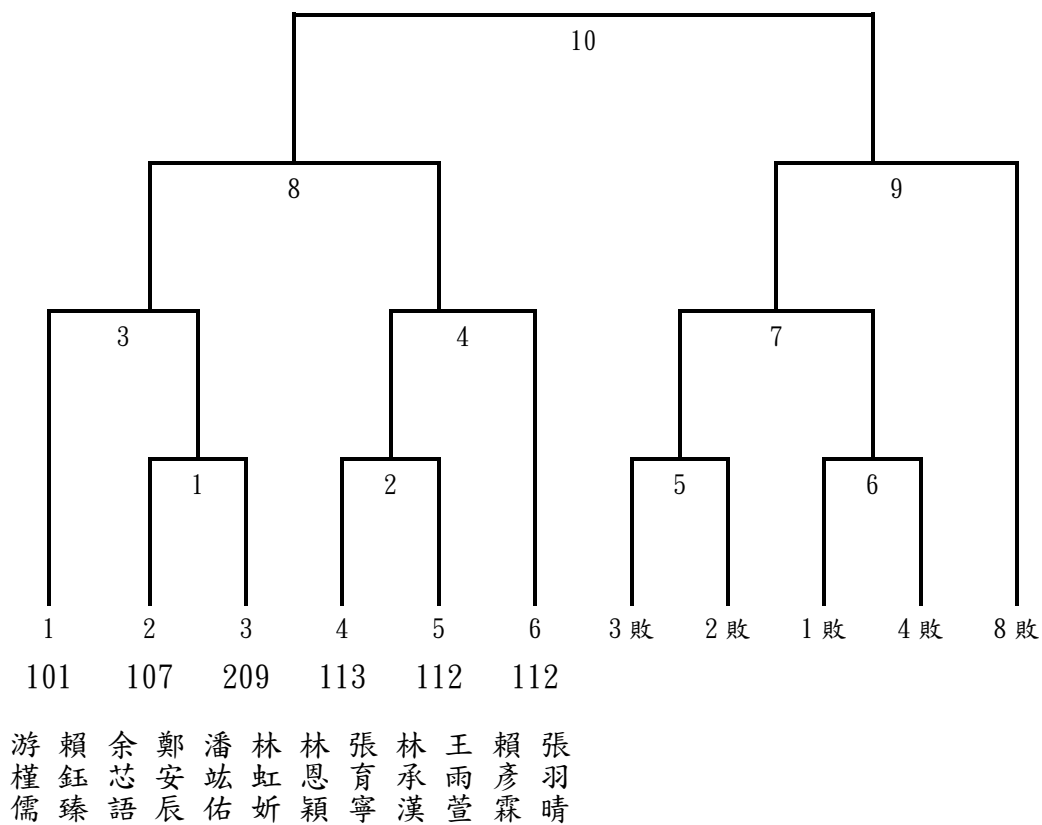 10
8 9
3 4 7
1 2 5 6
1 2 3 4 5 6 3敗 2敗 1敗 4敗 8敗
101 107 209 113 112 112
游槿儒
賴鈺臻
余芯語
鄭安辰
潘竑佑
林虹妡
林恩穎
張育寧
林承漢
王雨萱
賴彥霖
張羽晴